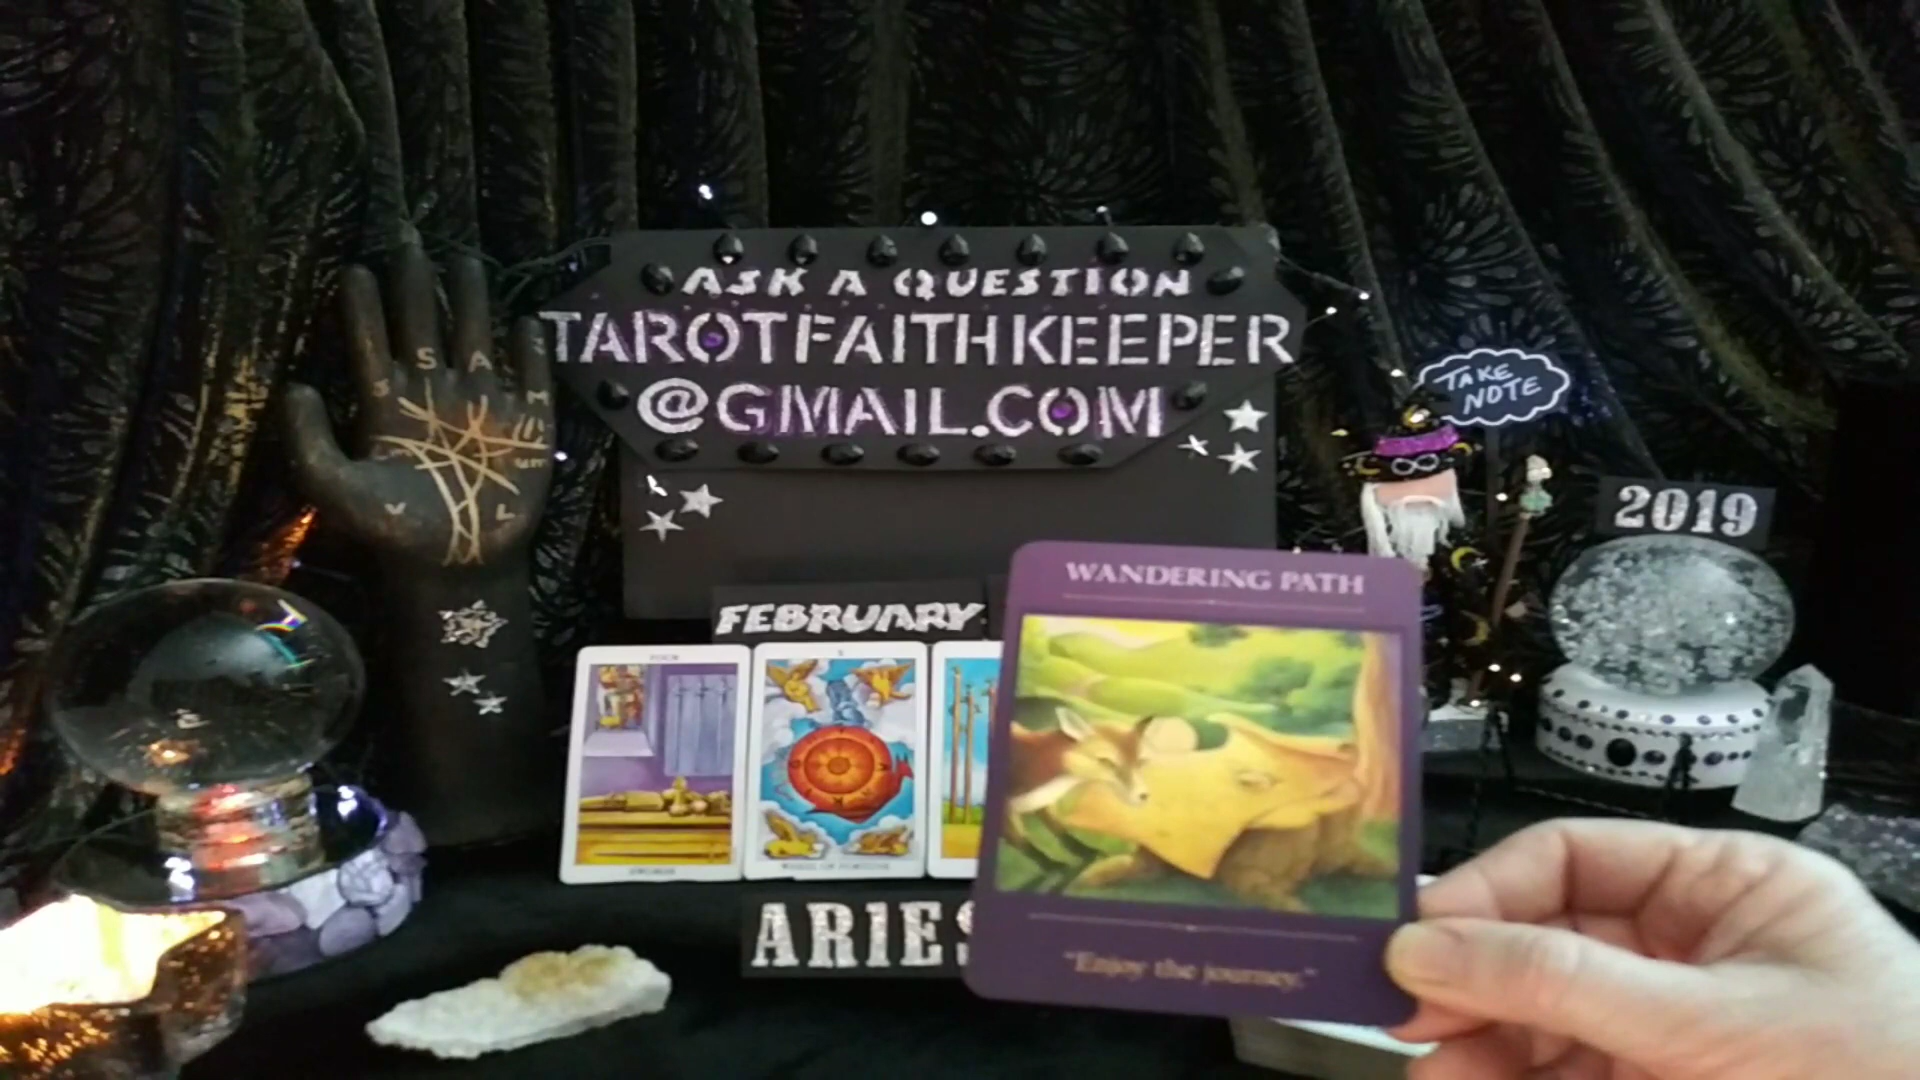 ASK A QUESTION
TAROTFAITHKEEPER
@GMAIL.COM
TAKE
NOTE
2019
S A
M
V L
WANDERING PATH
FEBRUARY
ARIES
"Enjoy the journey."